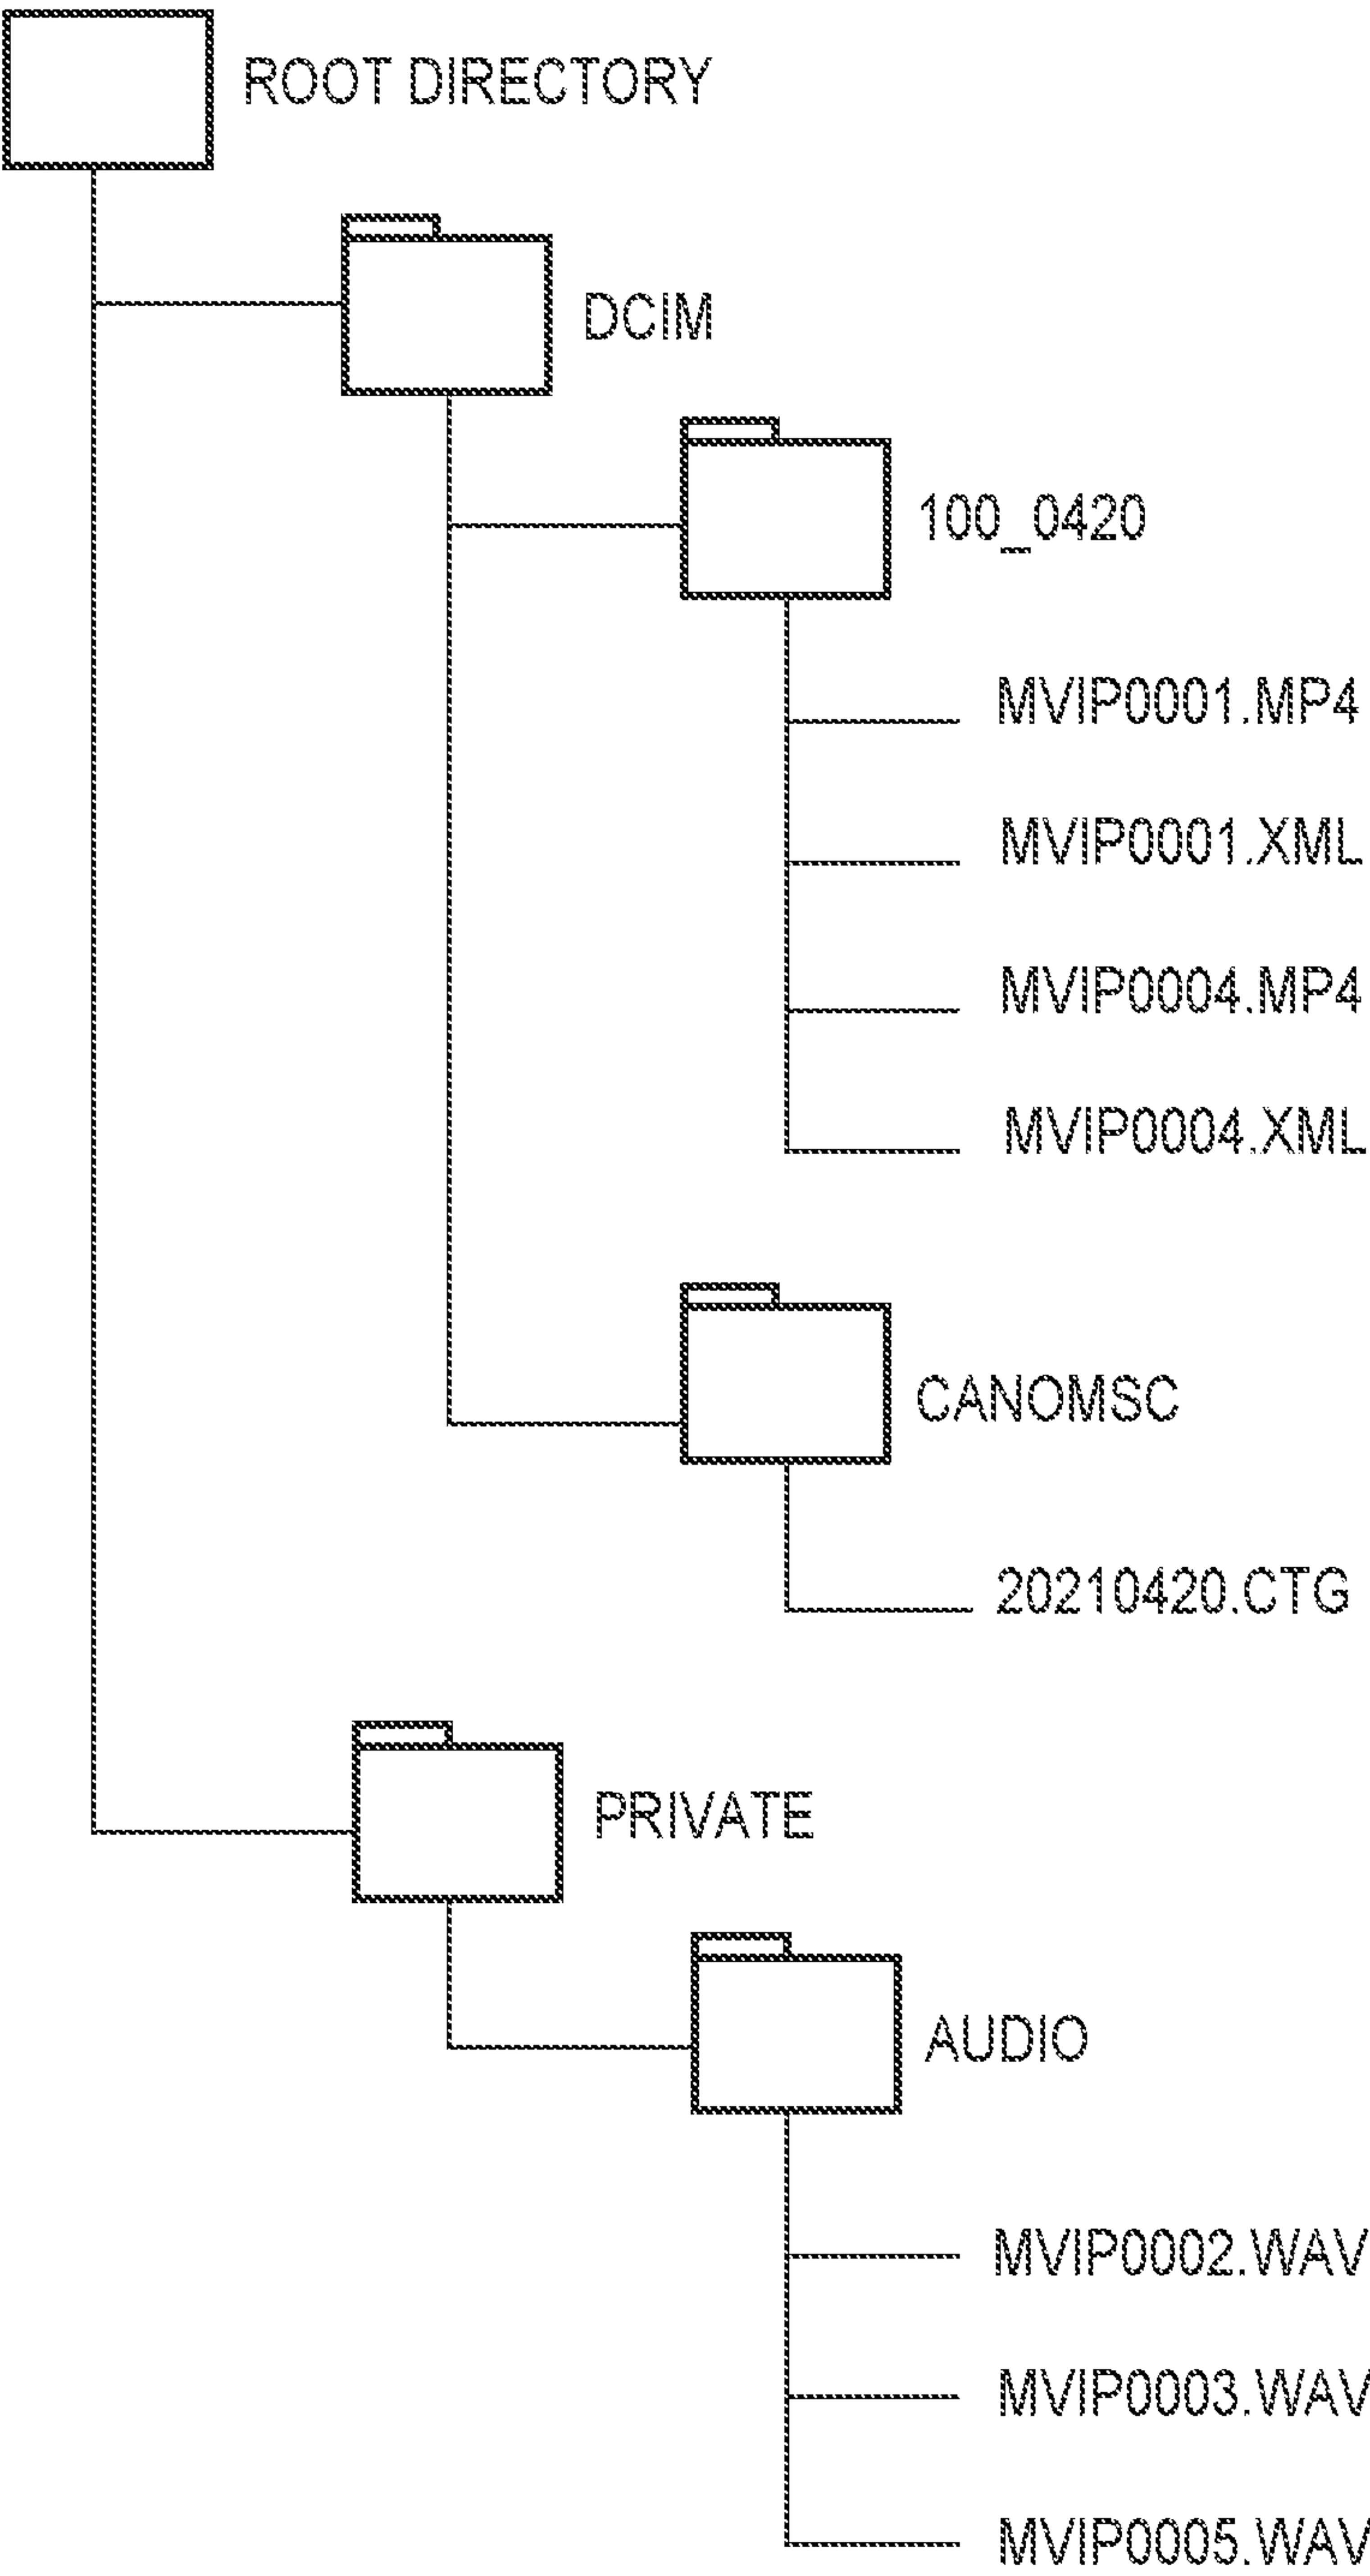 ROOT DIRECTORY
DCIM
100_0420
MVIP0001.MP4
MVIP0001.XML
MVIP0004.MP4
MVIP0004.XML
CANOMSC
20210420.CTG
PRIVATE
AUDIO
MVIP0002.WAV
MVIP0003.WAV
MVIP0005.WAV